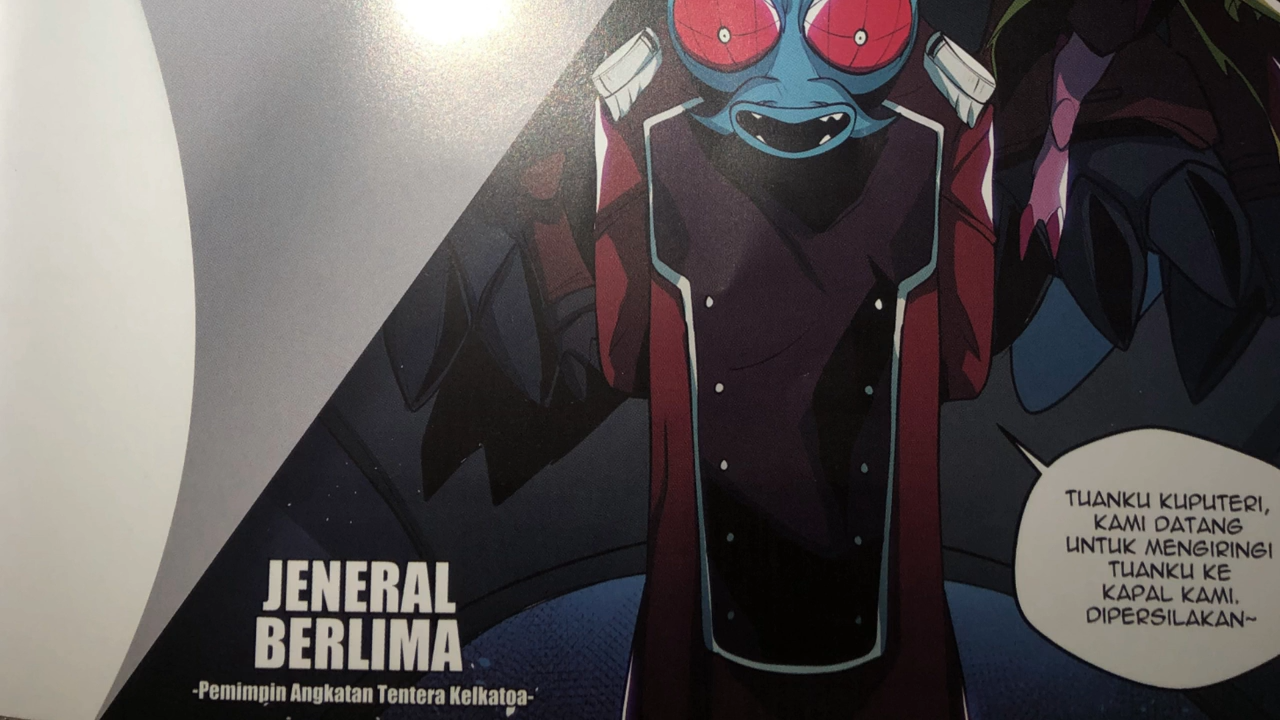 JENERAL
BERLIMA
-Pemimpin Angkatan Tentera Kelkatoa-
TUANKU KUPUTERI,
KAMI DATANG
UNTUK MENGIRINGI
TUANKU KE
KAPAL KAMI.
DIPERSILAKAN~